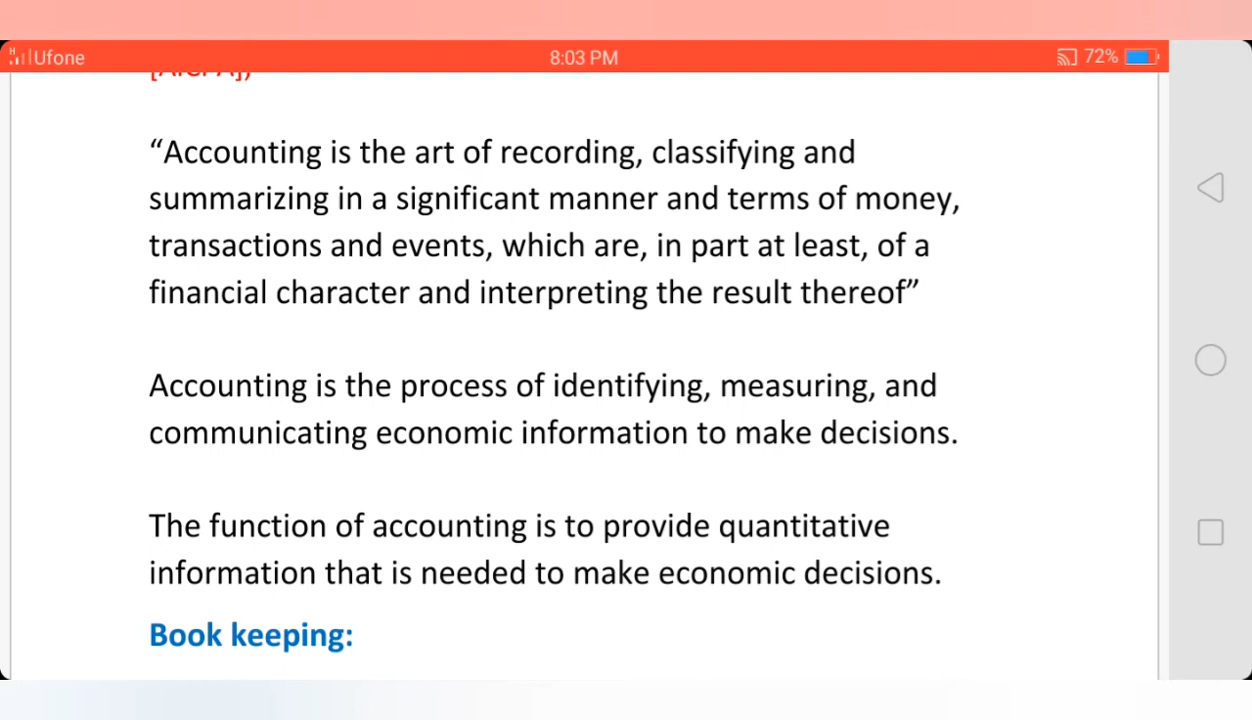 Ufone 8:03 PM 72%
“Accounting is the art of recording, classifying and
summarizing in a significant manner and terms of money,
transactions and events, which are, in part at least, of a
financial character and interpreting the result thereof”
Accounting is the process of identifying, measuring, and
communicating economic information to make decisions.
The function of accounting is to provide quantitative
information that is needed to make economic decisions.
Book keeping: